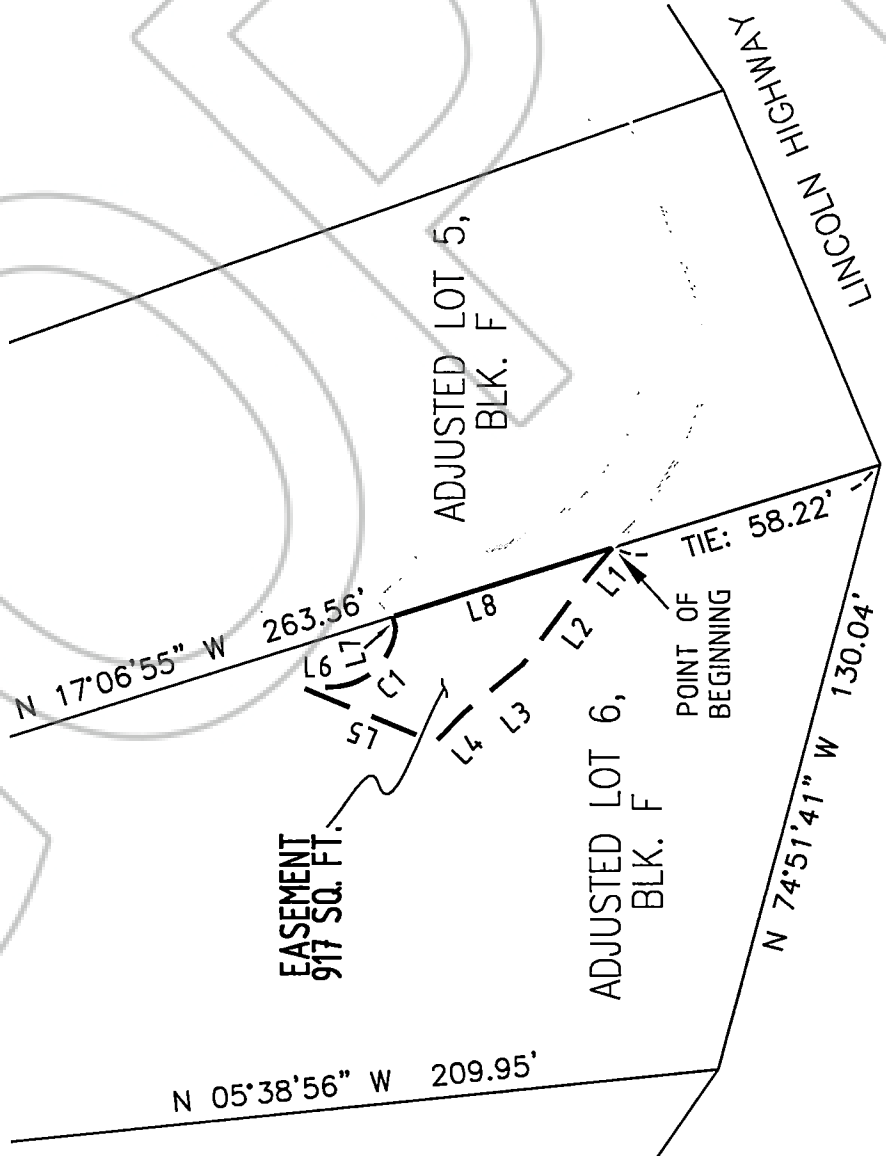 LINCOLN HIGHWAY
ADJUSTED LOT 5,
BLK. F
TIE: 58.22'
N 17°06'55" W 263.56'
L8
L1
L2
L3
L4
L5
L6
L7
C1
POINT OF
BEGINNING
EASEMENT
917 SQ. FT.
ADJUSTED LOT 6,
BLK. F
N 74°51'41" W 130.04'
N 05°38'56" W 209.95'